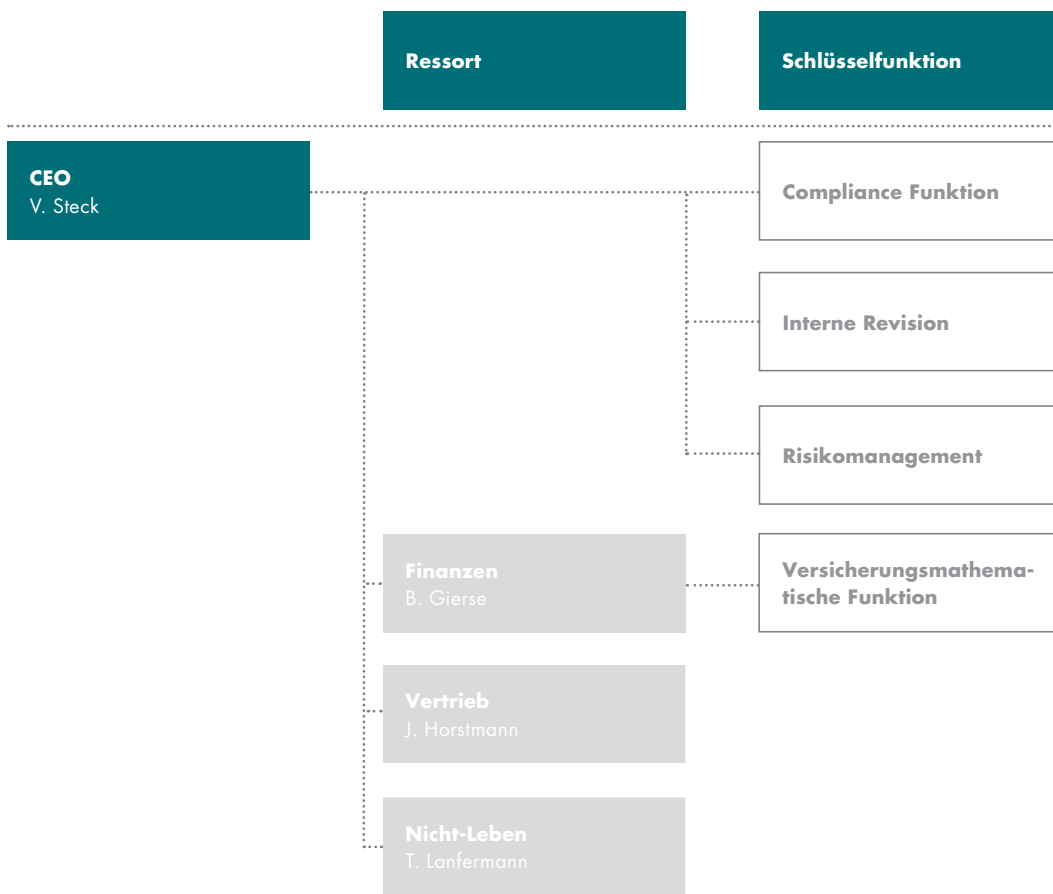 Ressort
Schlüsselfunktion
CEO
V. Steck
Compliance Funktion
Interne Revision
Risikomanagement
Finanzen
B. Gierse
Versicherungsmathema-
tische Funktion
Vertrieb
J. Horstmann
Nicht-Leben
T. Lanfermann